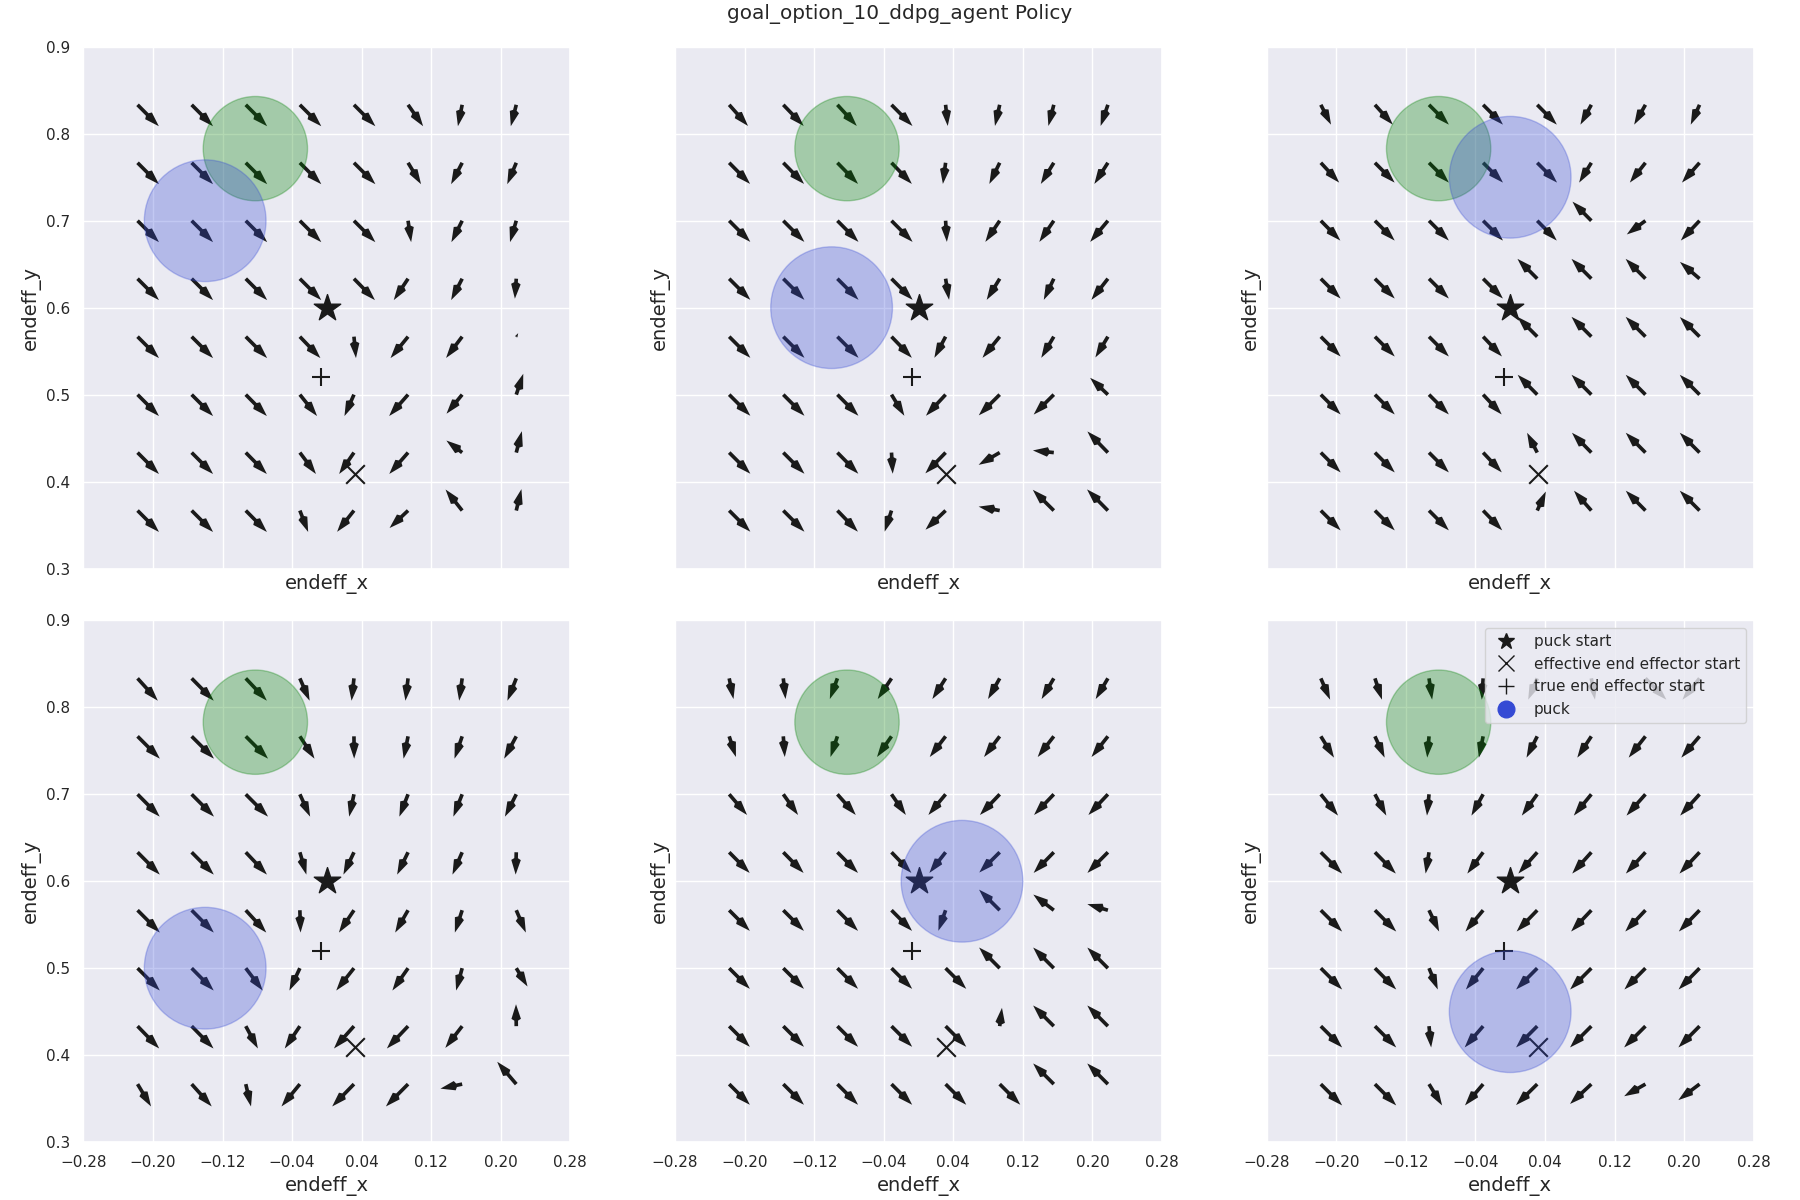 goal_option_10_ddpg_agent Policy
0.9
0.8
0.7
0.6
0.5
0.4
0.3
endeff_y
endeff_x
endeff_y
endeff_x
endeff_y
endeff_x
0.9
0.8
0.7
0.6
0.5
0.4
0.3
endeff_y
−0.28 −0.20 −0.12 −0.04 0.04 0.12 0.20 0.28
endeff_x
endeff_y
−0.28 −0.20 −0.12 −0.04 0.04 0.12 0.20 0.28
endeff_x
puck start
effective end effector start
true end effector start
puck
endeff_y
−0.28 −0.20 −0.12 −0.04 0.04 0.12 0.20 0.28
endeff_x